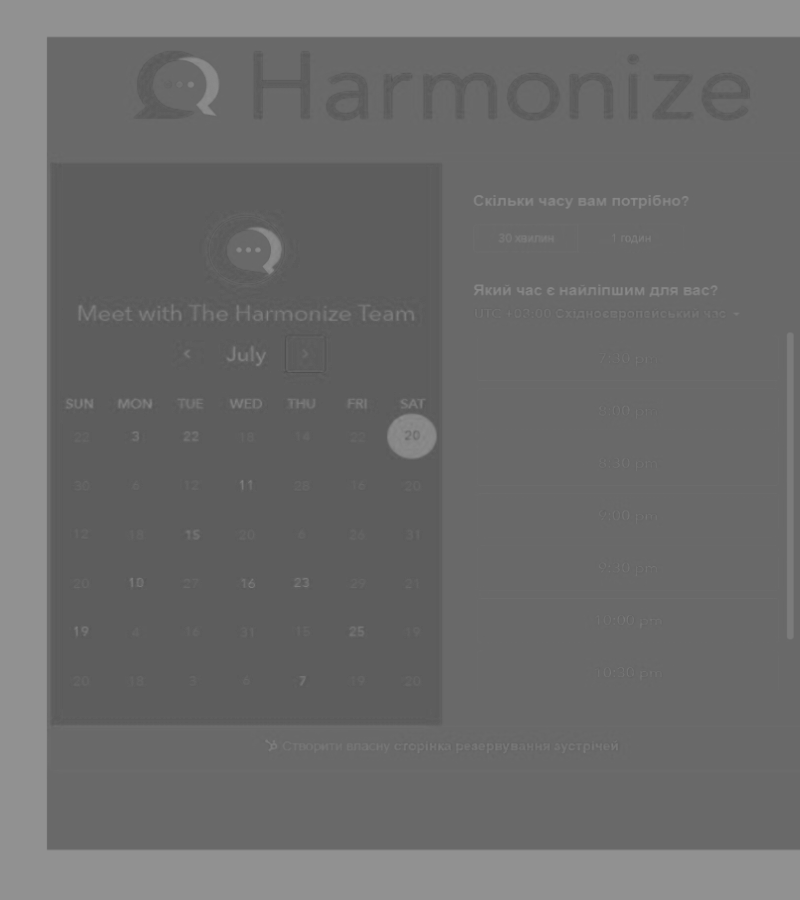 Harmonize
Meet with The Harmonize Team
July
SUN MON TUE WED THU FRI SAT
22 3 22 18 14 22 20
30 6 12 11 28 16 20
12 18 15 20 6 26 31
20 10 27 16 23 29 21
19 4 16 31 15 25 19
20 18 3 6 7 19 20
Скільки часу вам потрібно?
30 хвилин 1 годин
Який час є найліпшим для вас?
UTC +03:00 Східноєвропейський час
7:30 pm
8:00 pm
8:30 pm
9:00 pm
9:30 pm
10:00 pm
10:30 pm
Створити власну сторінка резервування зустрічей